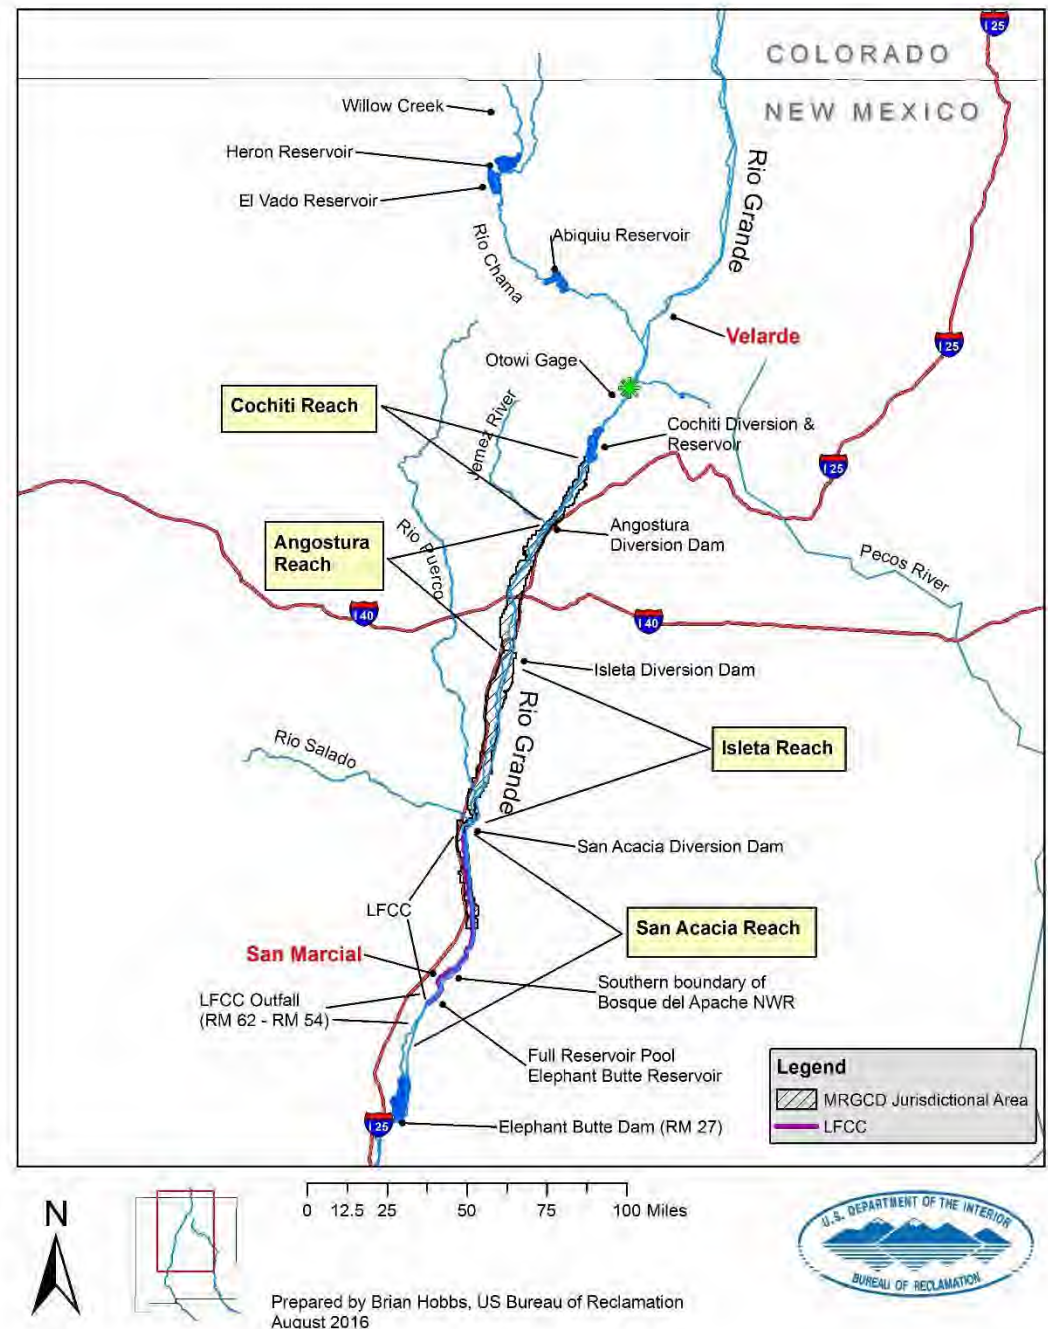 I 25
COLORADO
NEW MEXICO
Willow Creek
Heron Reservoir
El Vado Reservoir
Rio Grande
Abiquiu Reservoir
Rio Chama
Velarde
I 25
Otowi Gage
Cochiti Reach
Jemez River
Cochiti Diversion &
Reservoir
I 25
Angostura
Diversion Dam
Angostura
Reach
Rio Puerco
Pecos River
I 40
I 40
Isleta Diversion Dam
Rio Grande
Isleta Reach
Rio Salado
San Acacia Diversion Dam
LFCC
San Acacia Reach
San Marcial
Southern boundary of
Bosque del Apache NWR
LFCC Outfall
(RM 62 - RM 54)
Full Reservoir Pool
Elephant Butte Reservoir
I 25
Elephant Butte Dam (RM 27)
Legend
MRGCD Jurisdictional Area
LFCC
N
0 12.5 25 50 75 100 Miles
U.S. DEPARTMENT OF THE INTERIOR
BUREAU OF RECLAMATION
Prepared by Brian Hobbs, US Bureau of Reclamation
August 2016